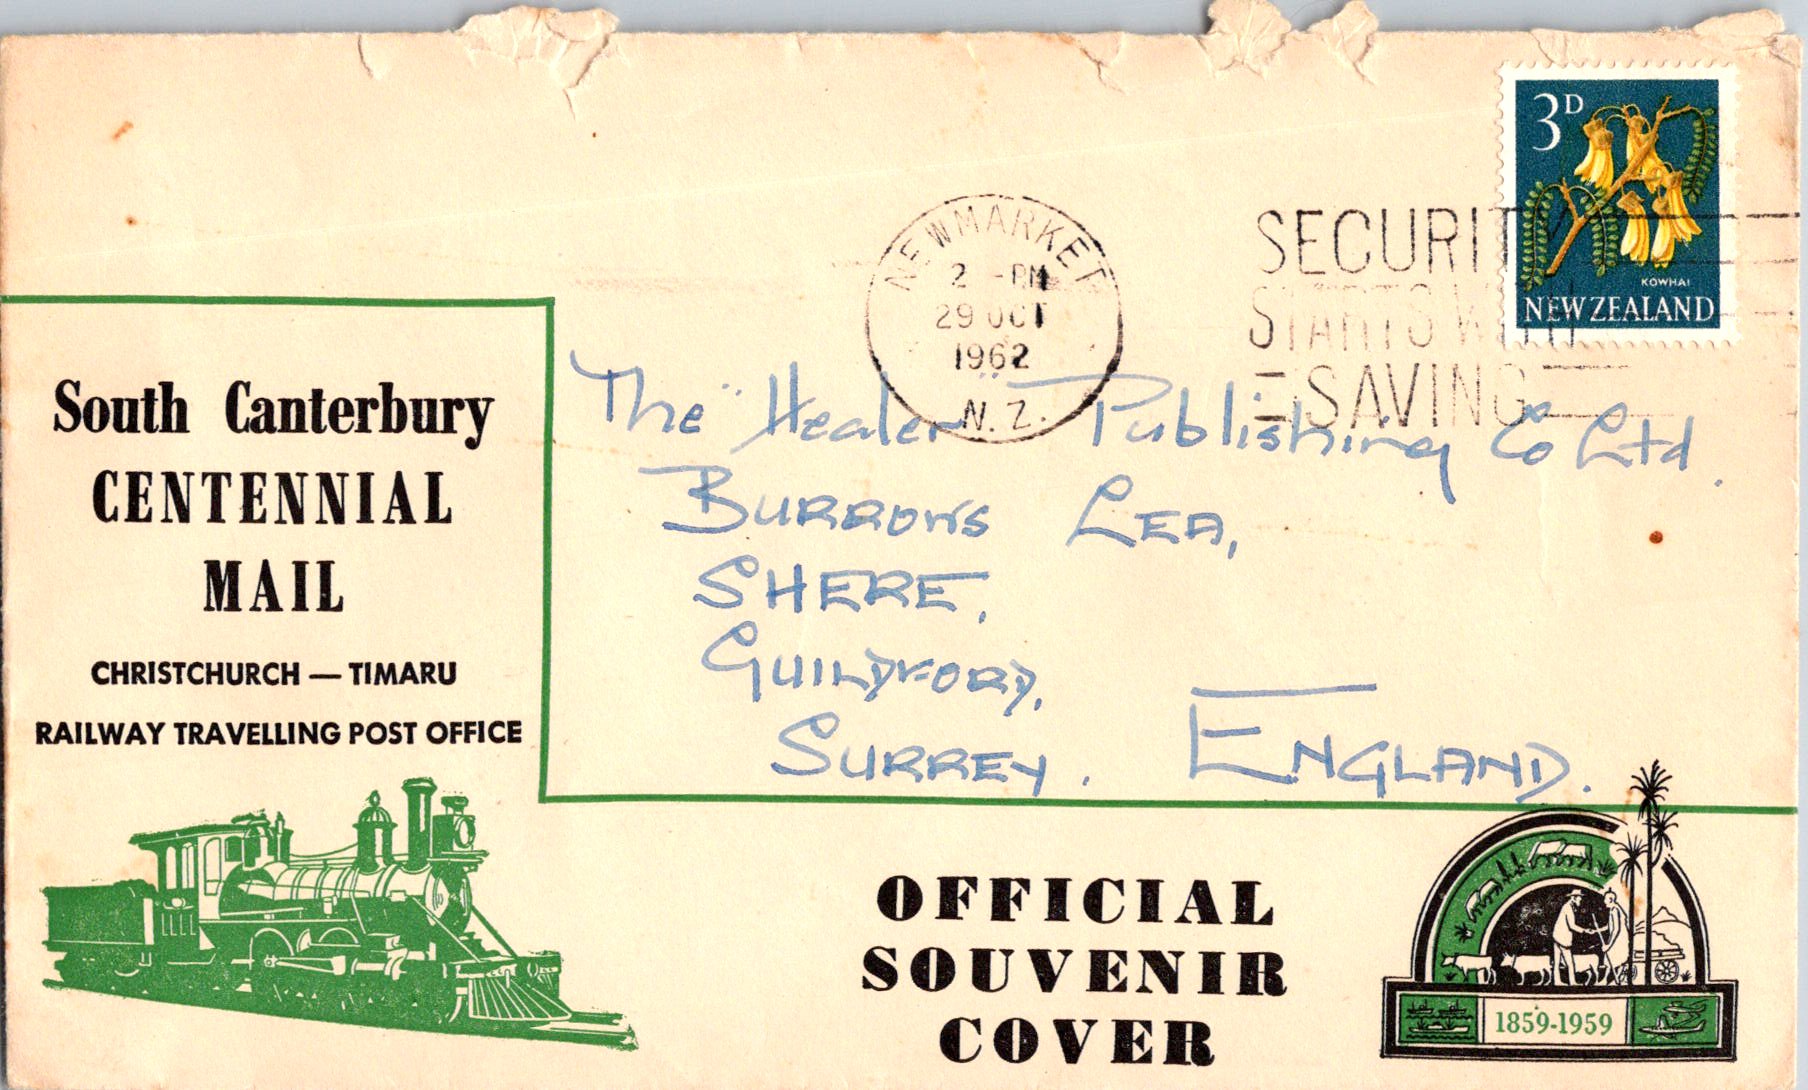 3D
KOWHAI
NEW ZEALAND
NEWMARKET
2 -PM
29 OCT
1962
N.Z.
SECURITY
STARTS WITH
SAVING
The "Healer" Publishing Co Ltd.
BURROWS LEA,
SHERE,
GUILDFORD,
SURREY. ENGLAND.
South Canterbury
CENTENNIAL
MAIL
CHRISTCHURCH — TIMARU
RAILWAY TRAVELLING POST OFFICE
OFFICIAL
SOUVENIR
COVER
1859-1959